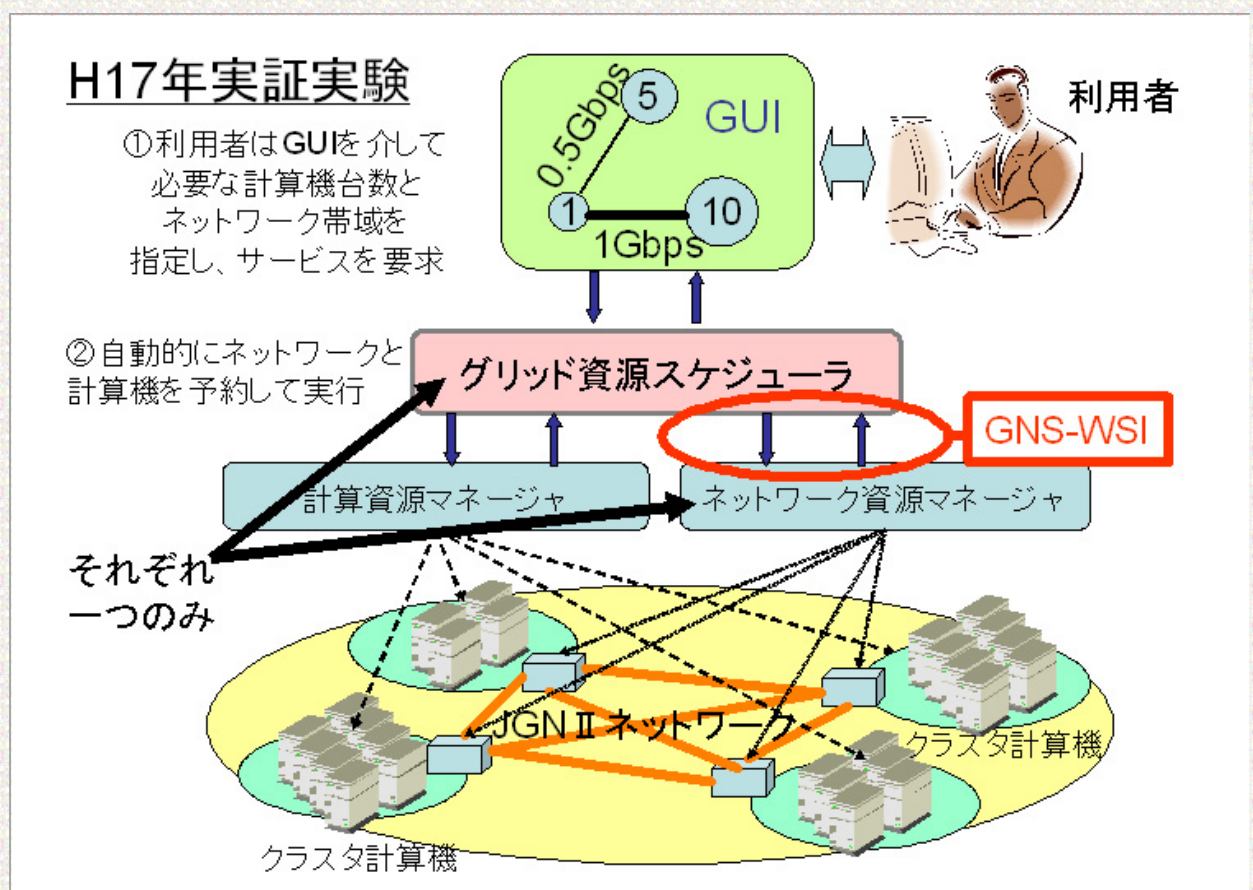 H17年実証実験
①利用者はGUIを介して
必要な計算機台数と
ネットワーク帯域を
指定し、サービスを要求
0.5Gbps
5
GUI
1
10
1Gbps
利用者
②自動的にネットワークと
計算機を予約して実行
グリッド資源スケジューラ
GNS-WSI
計算資源マネージャ
ネットワーク資源マネージャ
それぞれ
一つのみ
JGNⅡネットワーク
クラスタ計算機
クラスタ計算機